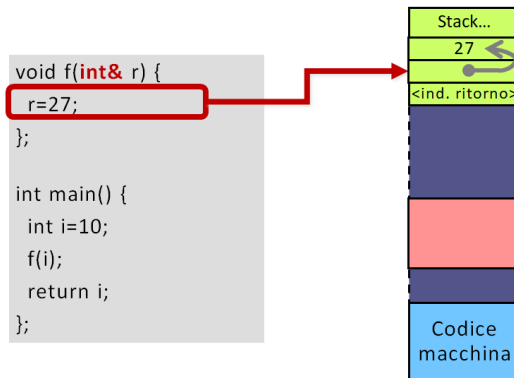 void f(int& r) {
r=27;
};
int main() {
int i=10;
f(i);
return i;
};
Stack...
27
<ind. ritorno>
Codice
macchina